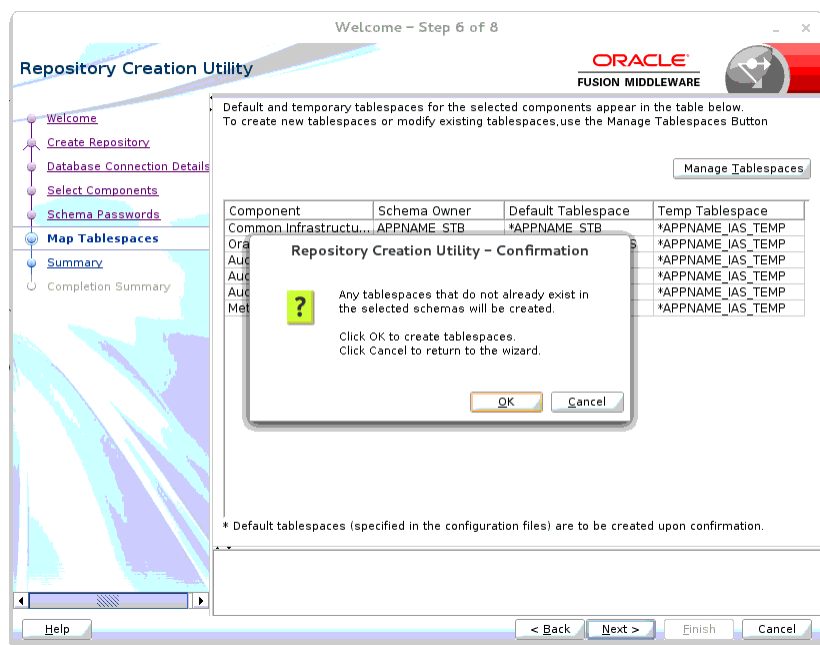 Welcome – Step 6 of 8
Repository Creation Utility
ORACLE
FUSION MIDDLEWARE
Welcome
Create Repository
Database Connection Details
Select Components
Schema Passwords
Map Tablespaces
Summary
Completion Summary
Default and temporary tablespaces for the selected components appear in the table below.
To create new tablespaces or modify existing tablespaces,use the Manage Tablespaces Button
Manage Tablespaces
Component Schema Owner Default Tablespace Temp Tablespace
Common Infrastructu... APPNAME_STB *APPNAME_STB *APPNAME_IAS_TEMP
Ora S *APPNAME_IAS_TEMP
Aud *APPNAME_IAS_TEMP
Aud *APPNAME_IAS_TEMP
Aud *APPNAME_IAS_TEMP
Met *APPNAME_IAS_TEMP
Repository Creation Utility – Confirmation
Any tablespaces that do not already exist in
the selected schemas will be created.
Click OK to create tablespaces.
Click Cancel to return to the wizard.
OK Cancel
* Default tablespaces (specified in the configuration files) are to be created upon confirmation.
Help < Back Next > Finish Cancel